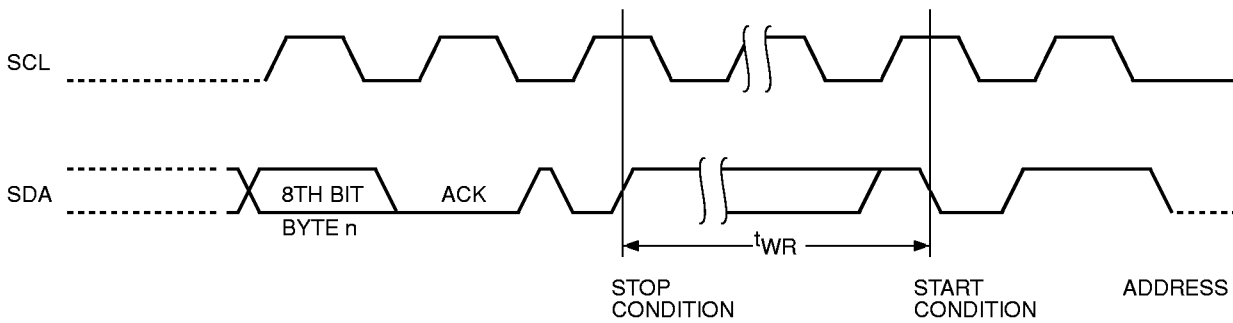 SCL
SDA
8TH BIT
ACK
BYTE n
tWR
STOP
CONDITION
START
CONDITION
ADDRESS